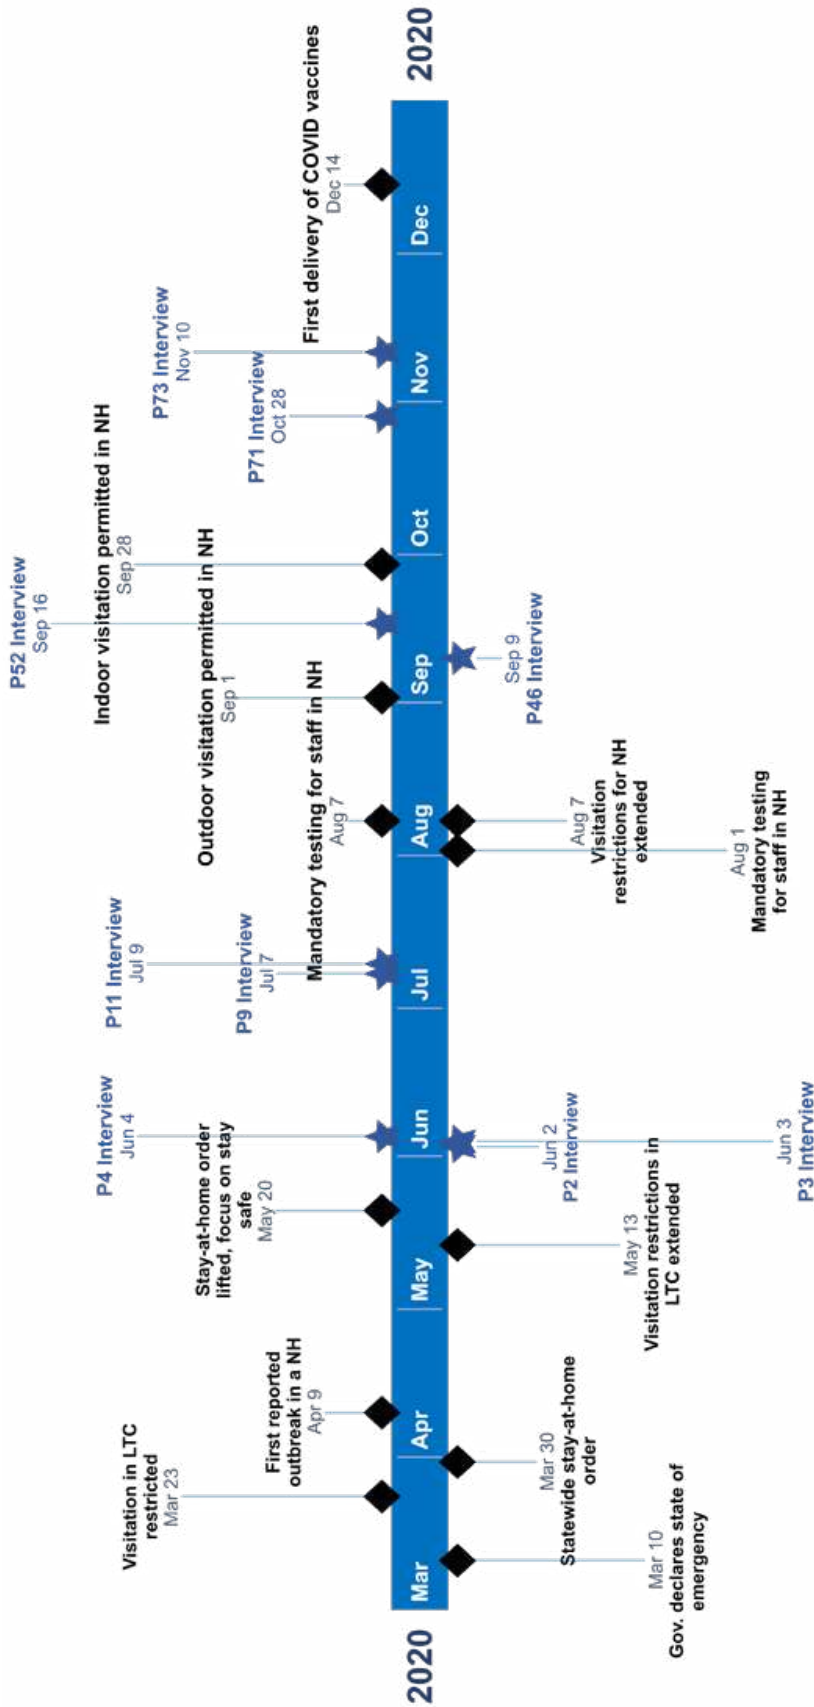 2020
Mar
Apr
May
Jun
Jul
Aug
Sep
Oct
Nov
Dec
2020
Visitation in LTC
restricted
Mar 23
First reported
outbreak in a NH
Apr 9
Stay-at-home order
lifted, focus on stay
safe
May 20
P4 Interview
Jun 4
P9 Interview
Jul 7
P11 Interview
Jul 9
Mandatory testing for staff in NH
Aug 7
Outdoor visitation permitted in NH
Sep 1
P52 Interview
Sep 16
Indoor visitation permitted in NH
Sep 28
P71 Interview
Oct 28
P73 Interview
Nov 10
First delivery of COVID vaccines
Dec 14
Mar 10
Gov. declares state of
emergency
Mar 30
Statewide stay-at-home
order
May 13
Visitation restrictions in
LTC extended
Jun 2
P2 Interview
Jun 3
P3 Interview
Aug 1
Mandatory testing
for staff in NH
Aug 7
Visitation
restrictions for NH
extended
Sep 9
P46 Interview